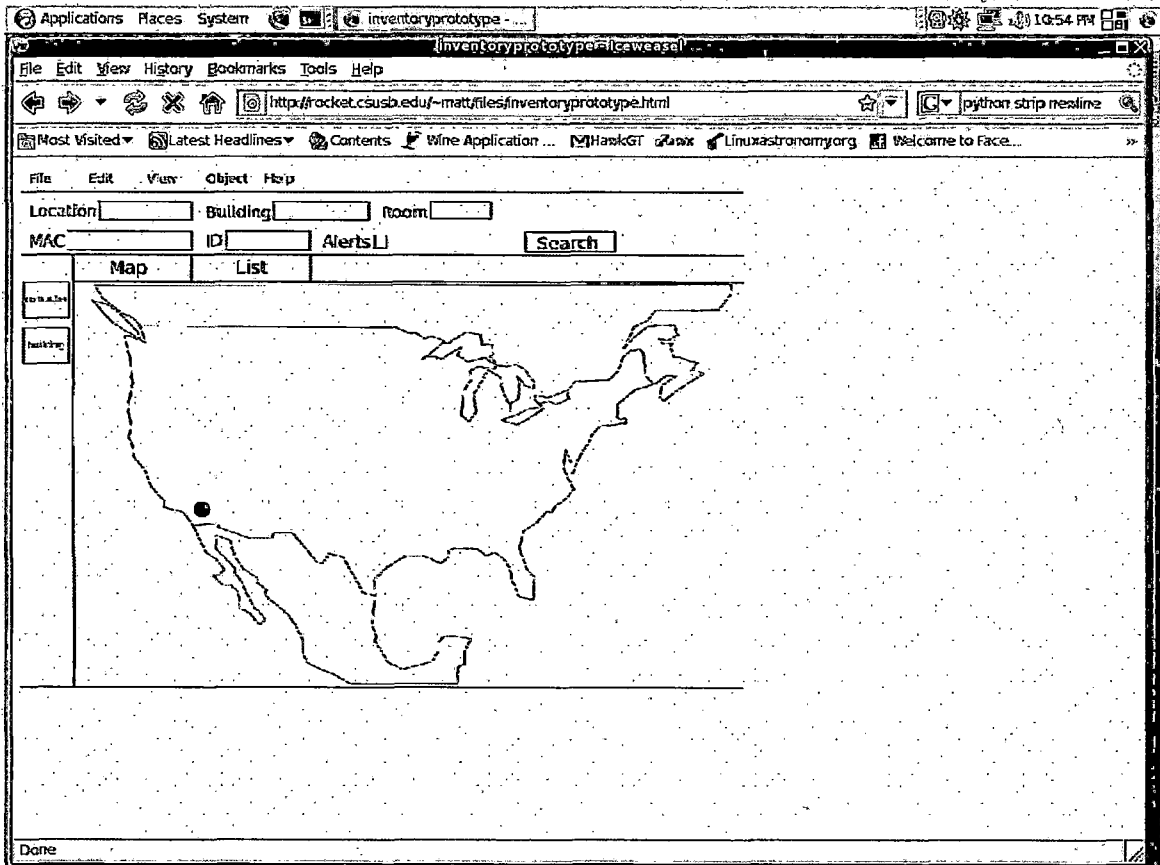 Applications Places System inventoryprototype - ... 10:54 PM
inventoryprototype - Iceweasel
File Edit View History Bookmarks Tools Help
http://rocket.csusb.edu/~matt/files/inventoryprototype.html G python strip newline
Most Visited Latest Headlines Contents Wine Application ... HawkGT Linuxastronomy.org Welcome to Face...
File Edit View Object Help
Location Building Room
MAC ID Alerts Search
Map List
building
Done